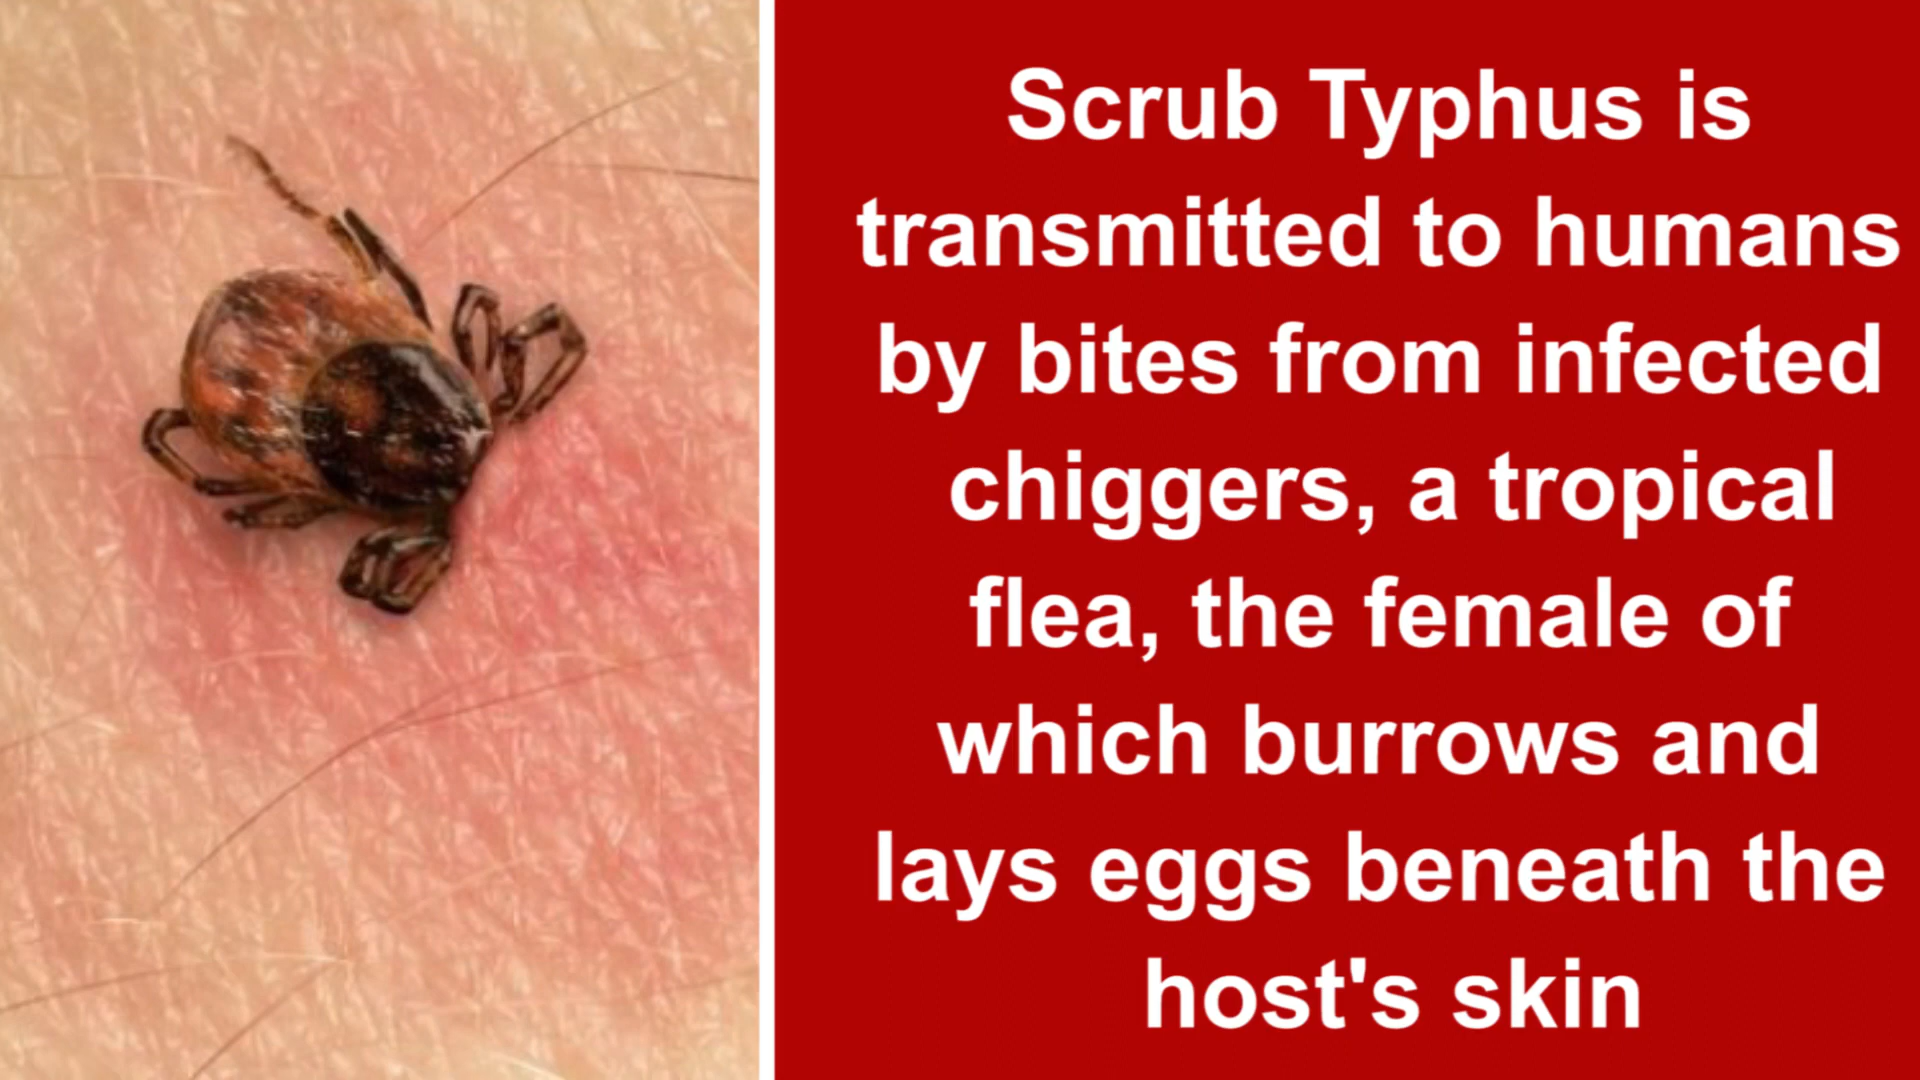 Scrub Typhus is
transmitted to humans
by bites from infected
chiggers, a tropical
flea, the female of
which burrows and
lays eggs beneath the
host's skin